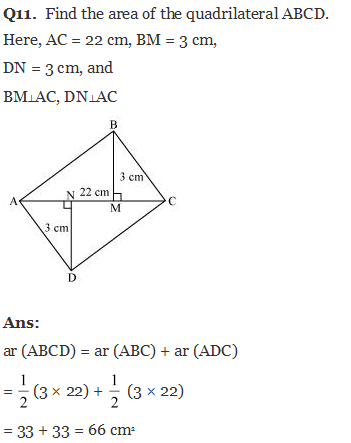 Q11. Find the area of the quadrilateral ABCD.
Here, AC = 22 cm, BM = 3 cm,
DN = 3 cm, and
BM⊥AC, DN⊥AC
B
3 cm
A N 22 cm M C
3 cm
D
Ans:
ar (ABCD) = ar (ABC) + ar (ADC)
= 1/2 (3 × 22) + 1/2 (3 × 22)
= 33 + 33 = 66 cm²